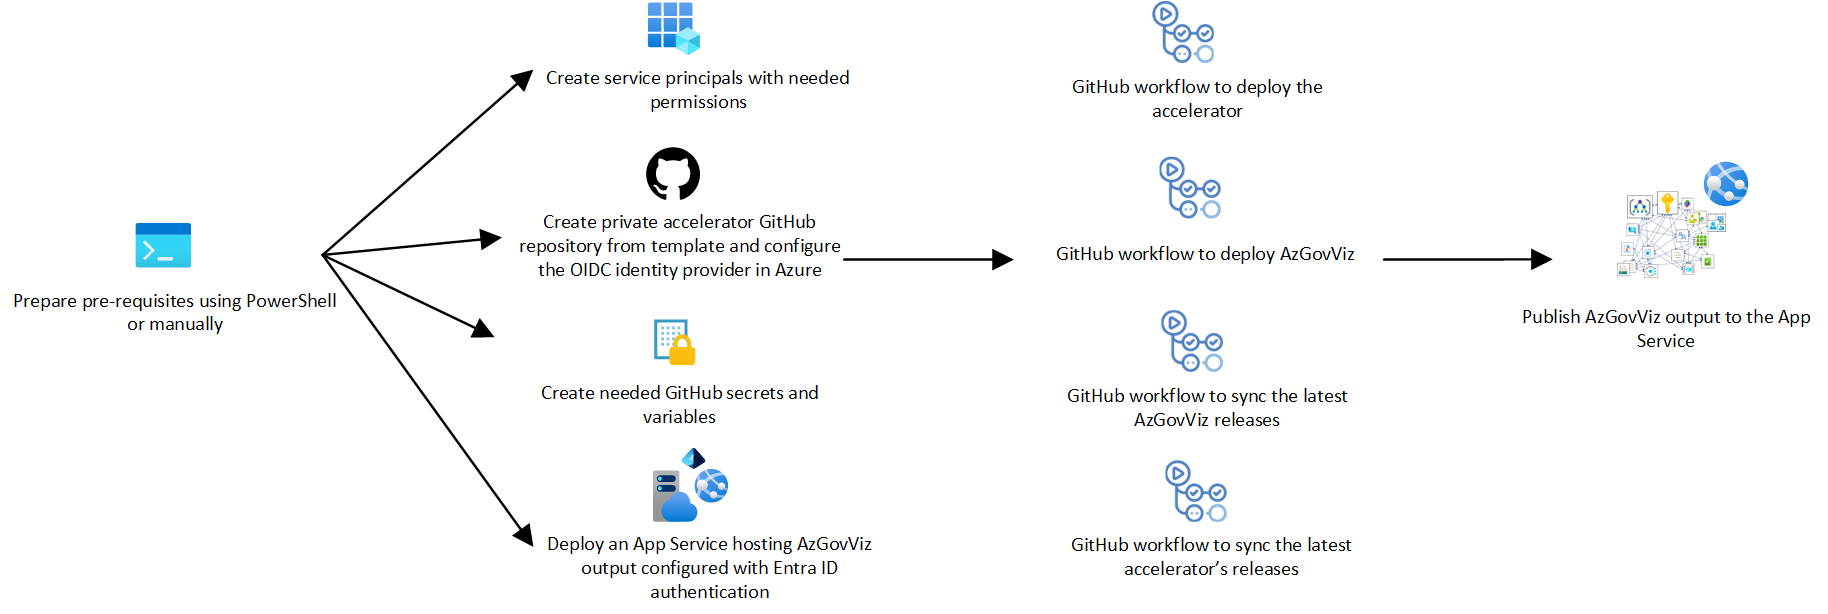 Create service principals with needed
permissions
GitHub workflow to deploy the
accelerator
Create private accelerator GitHub
repository from template and configure
the OIDC identity provider in Azure
GitHub workflow to deploy AzGovViz
Prepare pre-requisites using PowerShell
or manually
Publish AzGovViz output to the App
Service
Create needed GitHub secrets and
variables
GitHub workflow to sync the latest
AzGovViz releases
Deploy an App Service hosting AzGovViz
output configured with Entra ID
authentication
GitHub workflow to sync the latest
accelerator’s releases